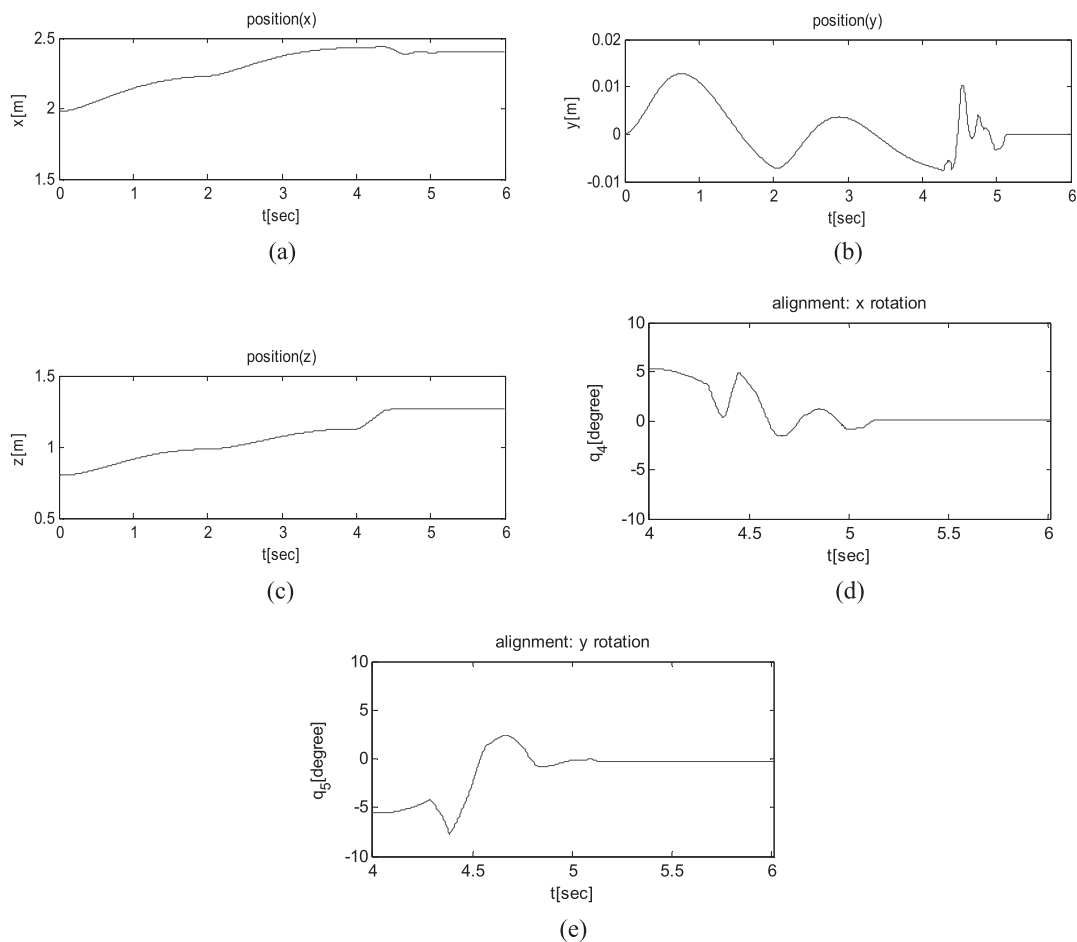 position(x)
2.5
2
1.5
x[m]
0 1 2 3 4 5 6
t[sec]
(a)
position(y)
0.02
0.01
0
-0.01
y[m]
0 1 2 3 4 5 6
t[sec]
(b)
position(z)
1.5
1
0.5
z[m]
0 1 2 3 4 5 6
t[sec]
(c)
alignment: x rotation
10
5
0
-5
-10
q4[degree]
4 4.5 5 5.5 6
t[sec]
(d)
alignment: y rotation
10
5
0
-5
-10
q5[degree]
4 4.5 5 5.5 6
t[sec]
(e)